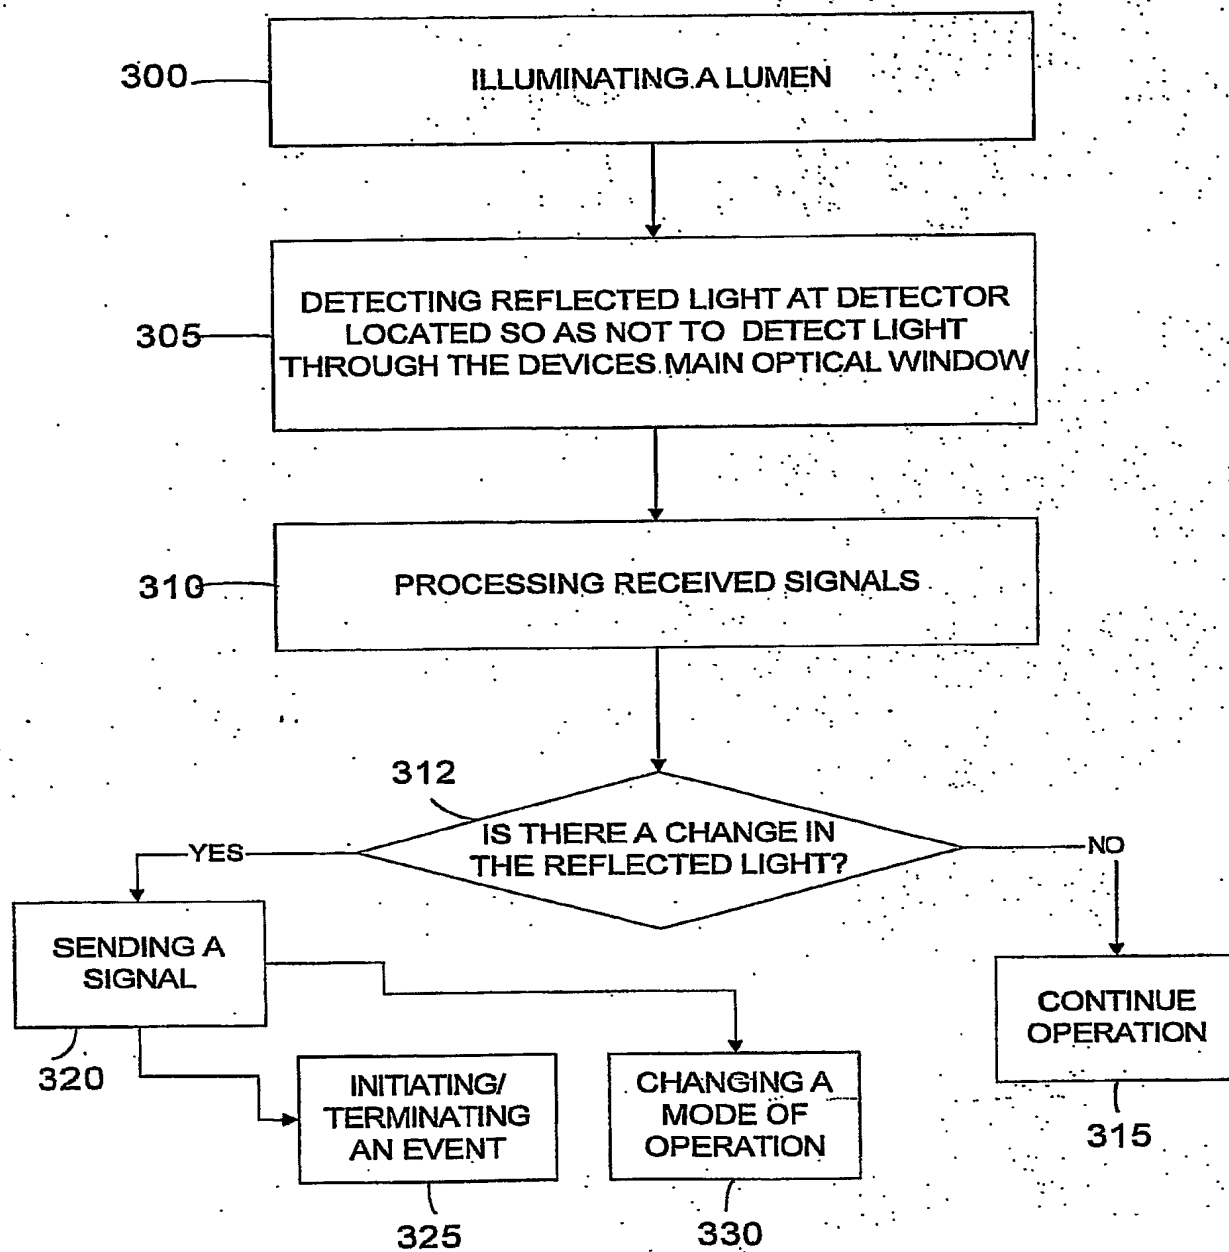 300
ILLUMINATING A LUMEN
305
DETECTING REFLECTED LIGHT AT DETECTOR
LOCATED SO AS NOT TO DETECT LIGHT
THROUGH THE DEVICES MAIN OPTICAL WINDOW
310
PROCESSING RECEIVED SIGNALS
312
IS THERE A CHANGE IN
THE REFLECTED LIGHT?
YES
NO
SENDING A
SIGNAL
320
CONTINUE
OPERATION
315
INITIATING/
TERMINATING
AN EVENT
325
CHANGING A
MODE OF
OPERATION
330